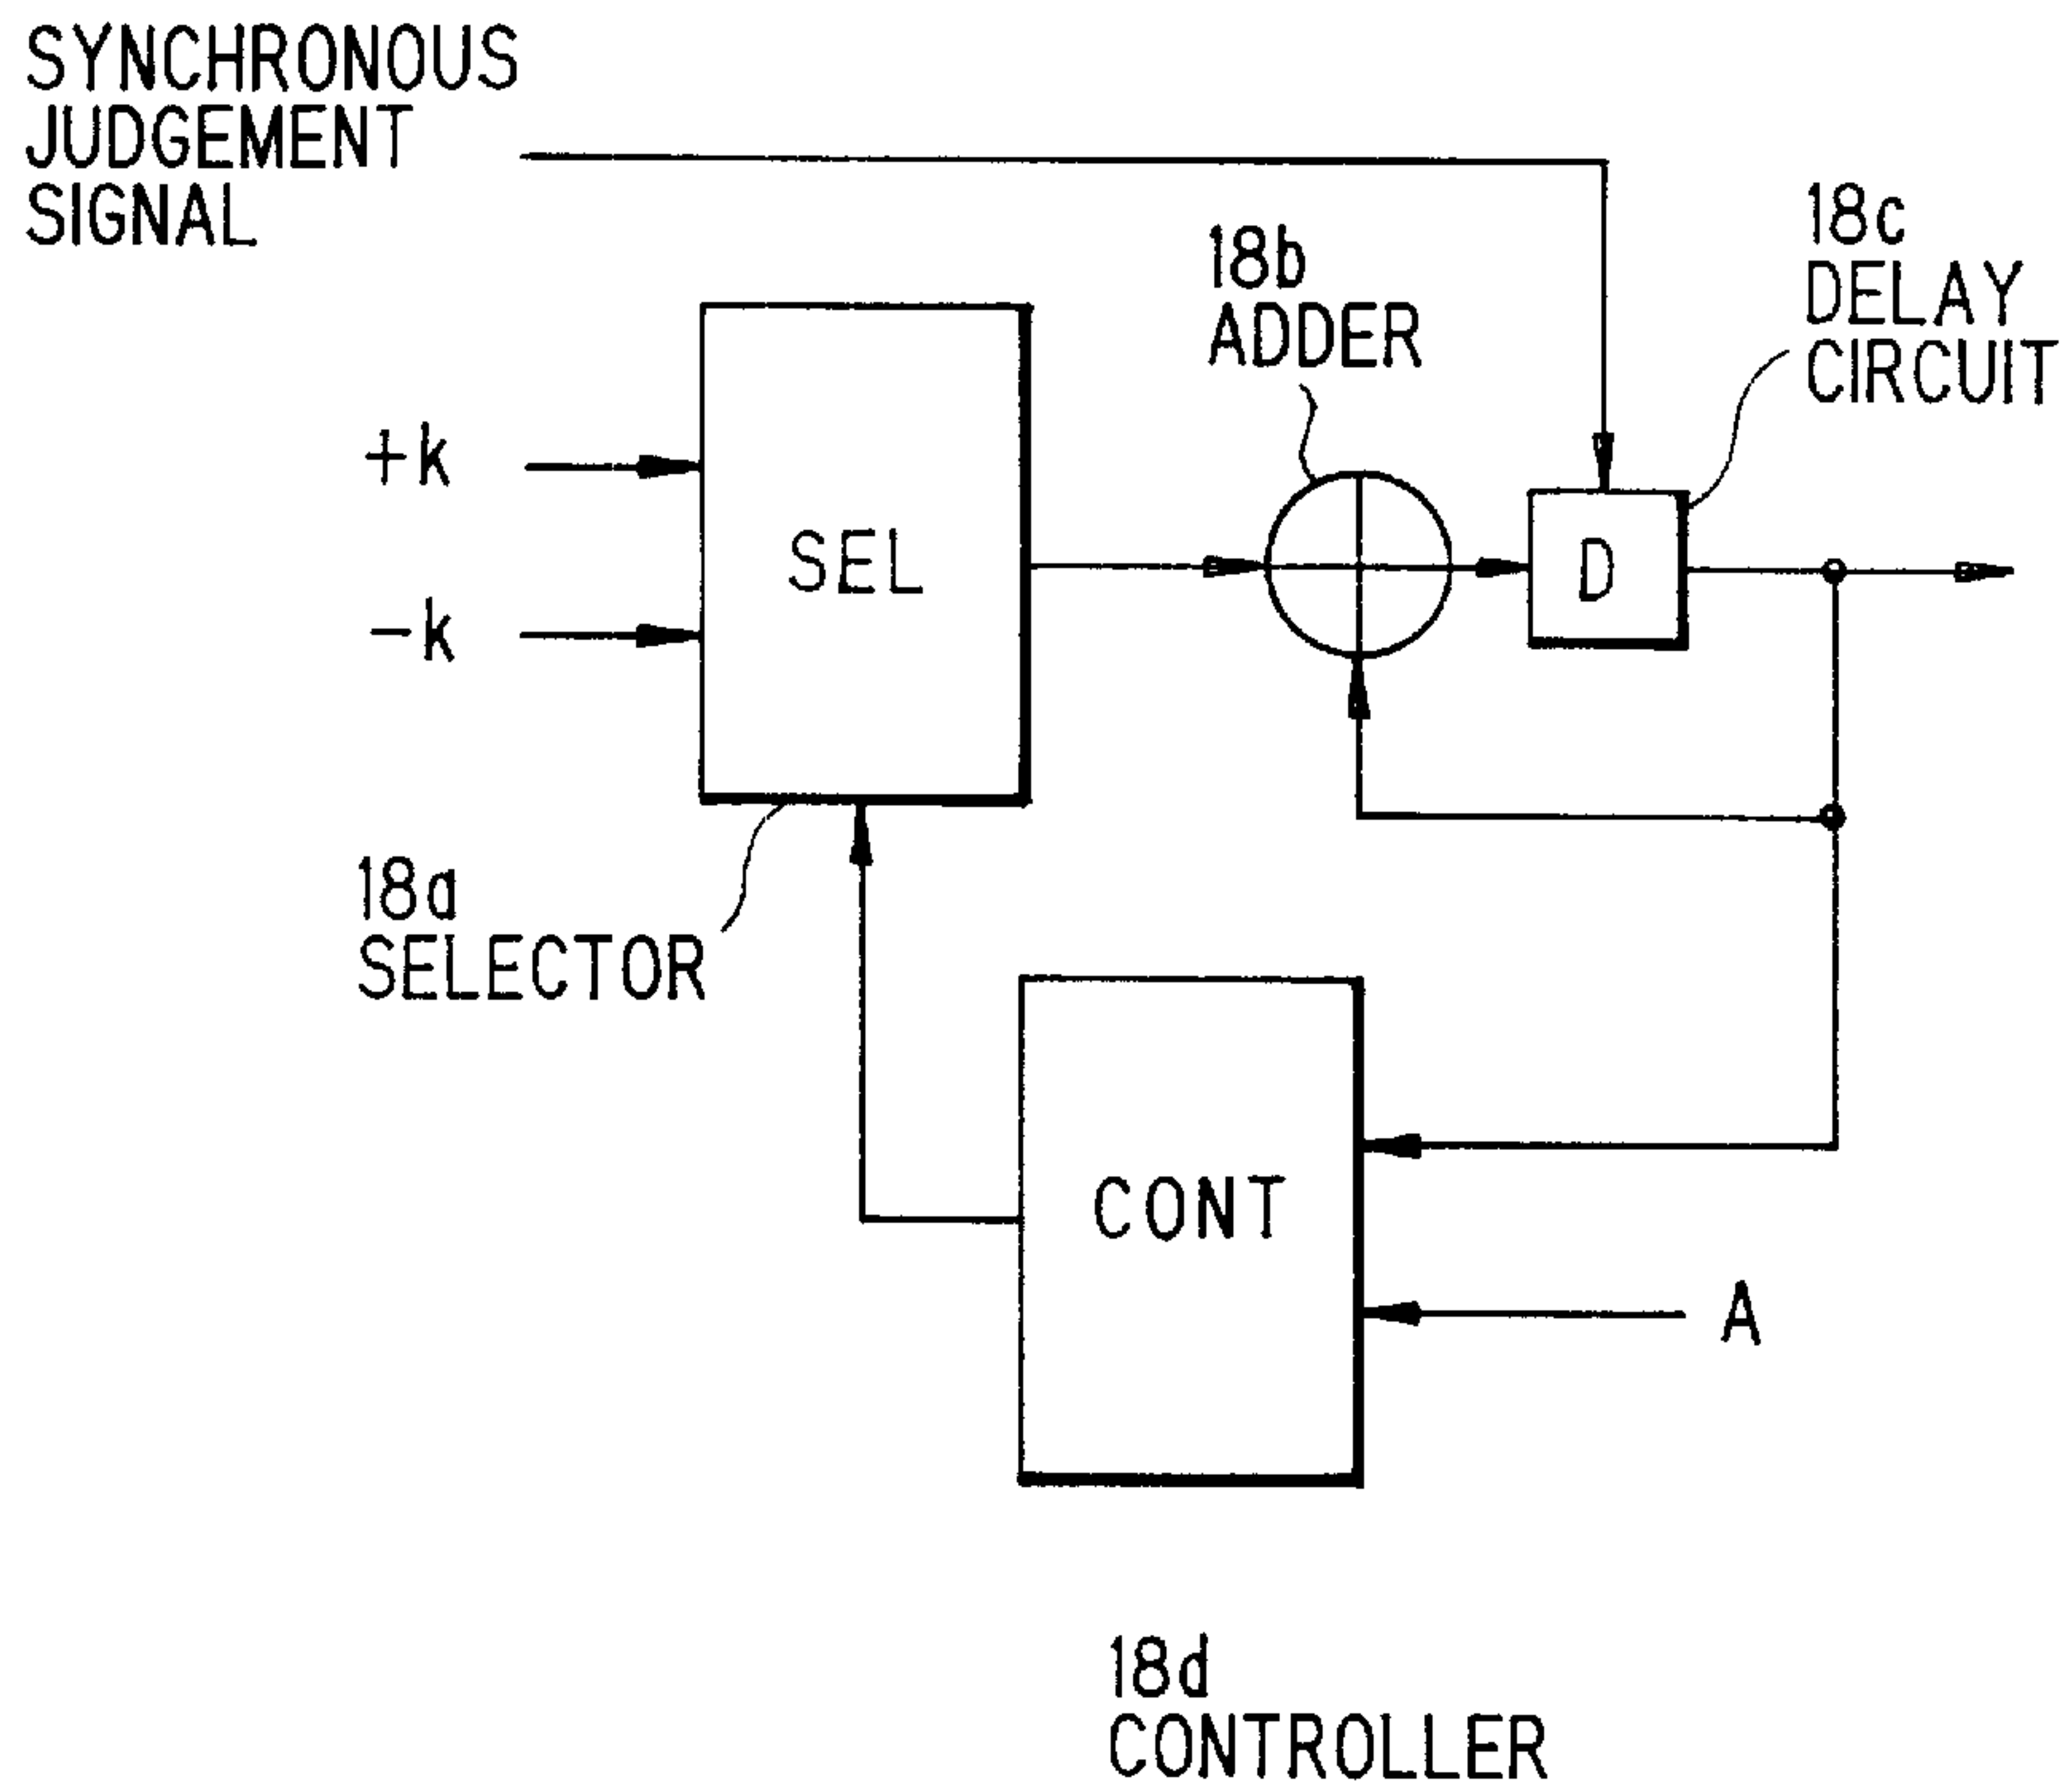 SYNCHRONOUS
JUDGEMENT
SIGNAL
18b
ADDER
18c
DELAY
CIRCUIT
+k
-k
SEL
D
18a
SELECTOR
CONT
A
18d
CONTROLLER